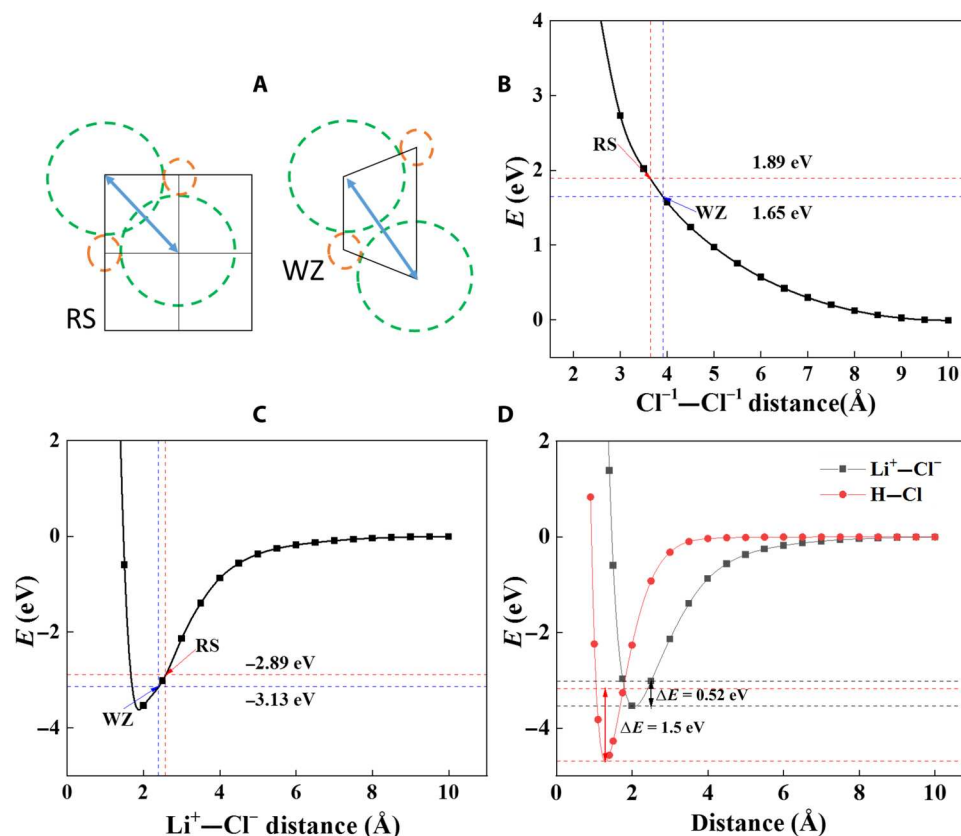 A
RS
WZ
B
4
3
2
1
0
E (eV)
RS
WZ
1.89 eV
1.65 eV
2 3 4 5 6 7 8 9 10
Cl⁻¹—Cl⁻¹ distance(Å)
C
2
0
−2
−4
E (eV)
RS
WZ
−2.89 eV
−3.13 eV
0 2 4 6 8 10
Li⁺—Cl⁻ distance (Å)
D
2
0
−2
−4
E (eV)
Li⁺—Cl⁻
H—Cl
ΔE = 0.52 eV
ΔE = 1.5 eV
0 2 4 6 8 10
Distance (Å)